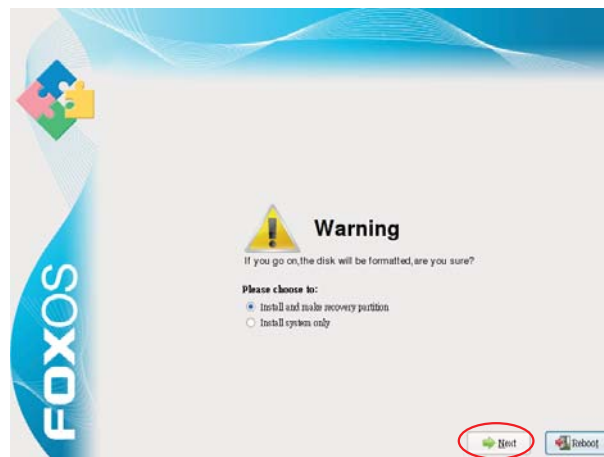 FOXOS
Warning
If you go on,the disk will be formatted,are you sure?
Please choose to:
Install and make recovery partition
Install system only
Next
Reboot